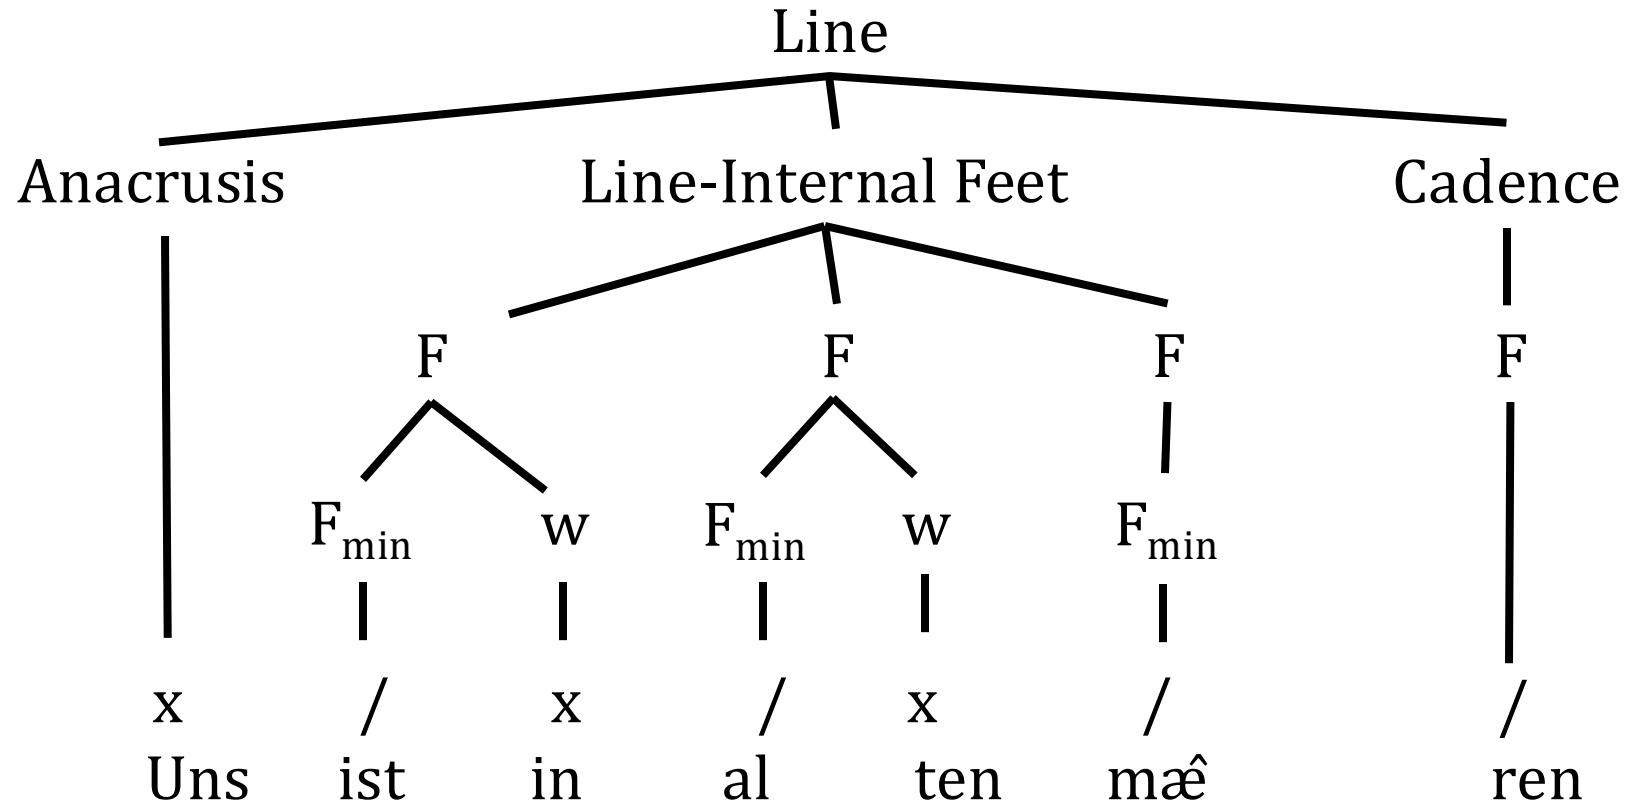 Line
Anacrusis Line-Internal Feet Cadence
F F F F
Fmin w Fmin w Fmin
x / x / x / /
Uns ist in al ten mæ̂ ren